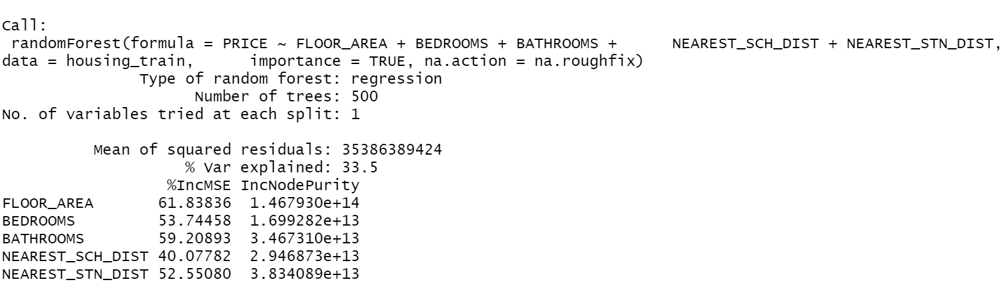 Call:
 randomForest(formula = PRICE ~ FLOOR_AREA + BEDROOMS + BATHROOMS +      NEAREST_SCH_DIST + NEAREST_STN_DIST,
data = housing_train,      importance = TRUE, na.action = na.roughfix)
               Type of random forest: regression
                     Number of trees: 500
No. of variables tried at each split: 1

          Mean of squared residuals: 35386389424
                    % Var explained: 33.5
                  %IncMSE IncNodePurity
FLOOR_AREA       61.83836  1.467930e+14
BEDROOMS         53.74458  1.699282e+13
BATHROOMS        59.20893  3.467310e+13
NEAREST_SCH_DIST 40.07782  2.946873e+13
NEAREST_STN_DIST 52.55080  3.834089e+13